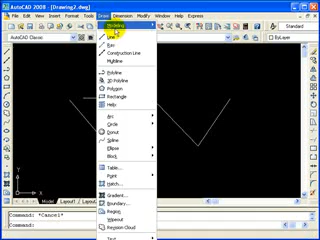 AutoCAD 2008 - [Drawing2.dwg]
File Edit View Insert Format Tools Draw Dimension Modify Window Express Help
AutoCAD Classic
ByLayer
Modeling
Line
Ray
Construction Line
Multiline
Polyline
3D Polyline
Polygon
Rectangle
Helix
Arc
Circle
Donut
Spline
Ellipse
Block
Table...
Point
Hatch...
Gradient...
Boundary...
Region
Wipeout
Revision Cloud
Text
Model Layout1
Command: *Cancel*
Command: